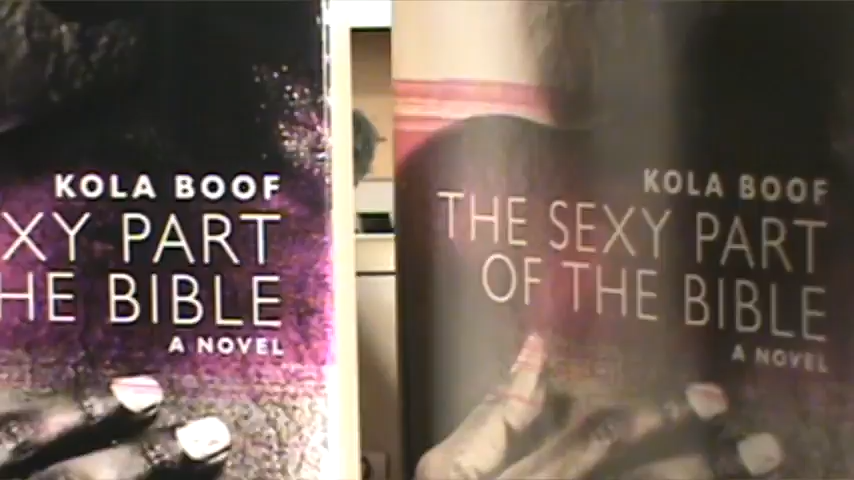 KOLA BOOF
XY PART
HE BIBLE
A NOVEL
KOLA BOOF
THE SEXY PART
OF THE BIBLE
A NOVEL